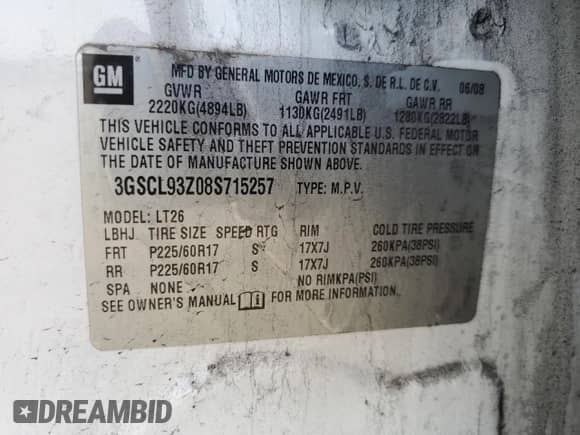 GM
MFD BY GENERAL MOTORS DE MEXICO, S. DE R.L. DE C.V. 06/08
GVWR GAWR FRT GAWR RR
2220KG(4894LB) 1130KG(2491LB) 1280KG(2822LB)
THIS VEHICLE CONFORMS TO ALL APPLICABLE U.S. FEDERAL MOTOR
VEHICLE SAFETY AND THEFT PREVENTION STANDARDS IN EFFECT ON
THE DATE OF MANUFACTURE SHOWN ABOVE.
3GSCL93Z08S715257 TYPE: M.P.V.
MODEL: LT26
LBHJ TIRE SIZE SPEED RTG RIM COLD TIRE PRESSURE
FRT P225/60R17 S 17X7J 260KPA(38PSI)
RR P225/60R17 S 17X7J 260KPA(38PSI)
SPA NONE NO RIMKPA(PSI)
SEE OWNER'S MANUAL FOR MORE INFORMATION.
DREAMBID